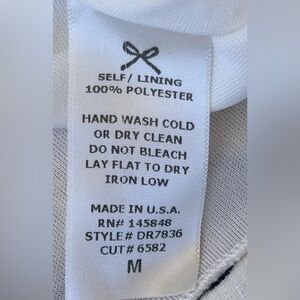 SELF/ LINING
100% POLYESTER
HAND WASH COLD
OR DRY CLEAN
DO NOT BLEACH
LAY FLAT TO DRY
IRON LOW
MADE IN U.S.A.
RN# 145848
STYLE# DR7836
CUT# 6582
M